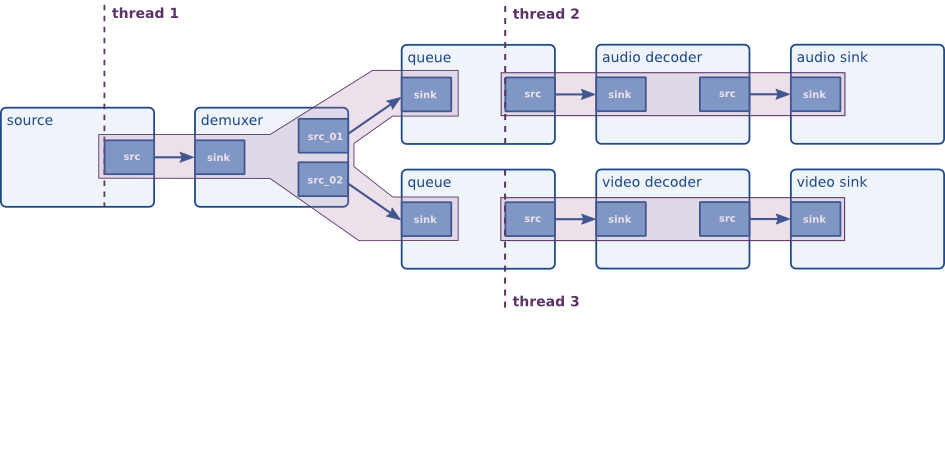 thread 1
thread 2
queue
audio decoder
audio sink
sink
src
sink
src
sink
source
demuxer
src
sink
src_01
src_02
queue
video decoder
video sink
sink
src
sink
src
sink
thread 3